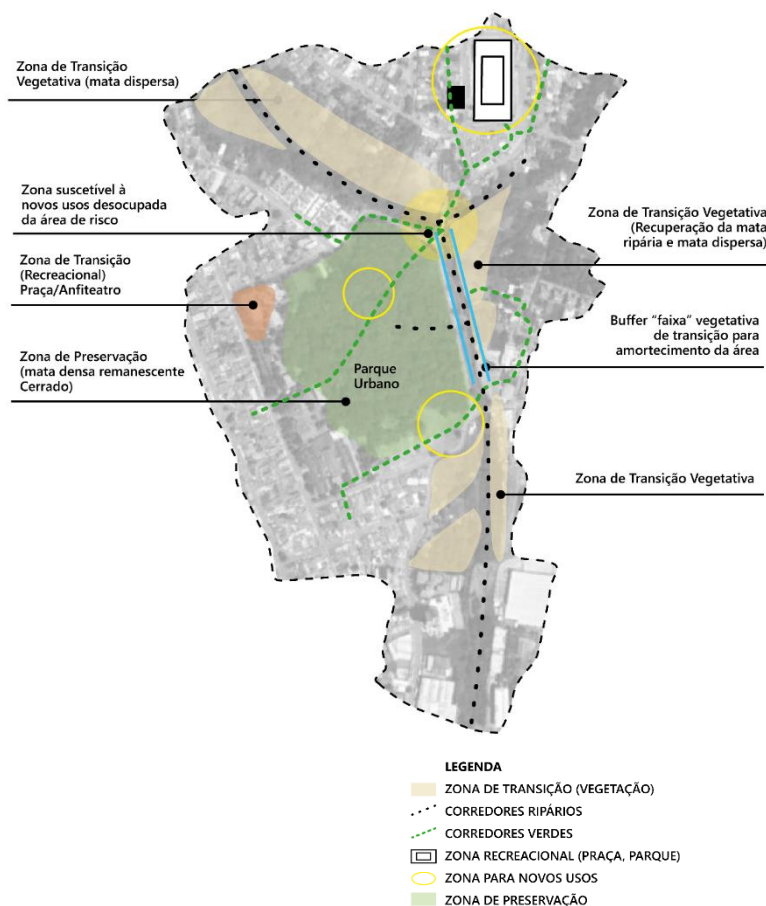 Zona de Transição
Vegetativa (mata dispersa)
Zona suscetível à
novos usos desocupada
da área de risco
Zona de Transição
(Recreacional)
Praça/Anfiteatro
Zona de Preservação
(mata densa remanescente
Cerrado)
Parque
Urbano
Zona de Transição Vegetativa
(Recuperação da mata
ripária e mata dispersa)
Buffer “faixa” vegetativa
de transição para
amortecimento da área
Zona de Transição Vegetativa
LEGENDA
ZONA DE TRANSIÇÃO (VEGETAÇÃO)
CORREDORES RIPÁRIOS
CORREDORES VERDES
ZONA RECREACIONAL (PRAÇA, PARQUE)
ZONA PARA NOVOS USOS
ZONA DE PRESERVAÇÃO